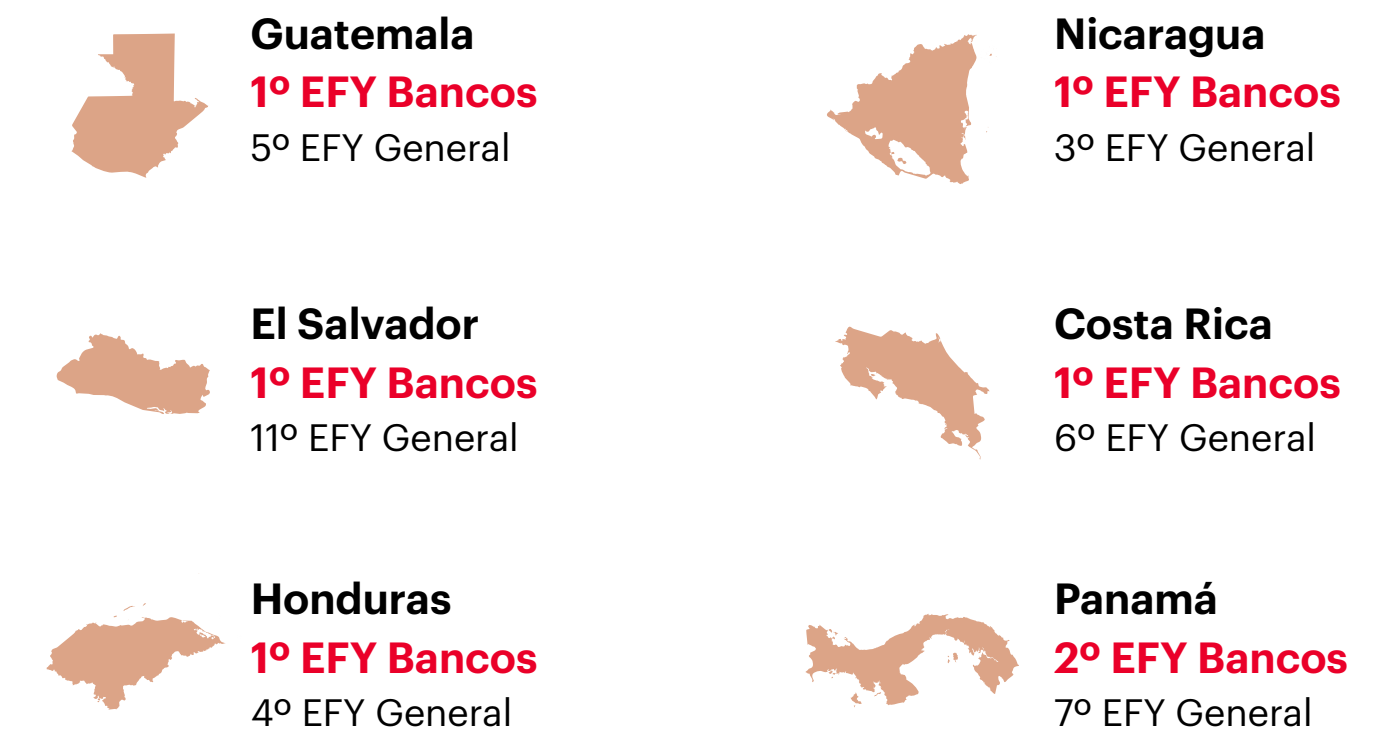 Guatemala
1º EFY Bancos
5º EFY General
Nicaragua
1º EFY Bancos
3º EFY General
El Salvador
1º EFY Bancos
11º EFY General
Costa Rica
1º EFY Bancos
6º EFY General
Honduras
1º EFY Bancos
4º EFY General
Panamá
2º EFY Bancos
7º EFY General